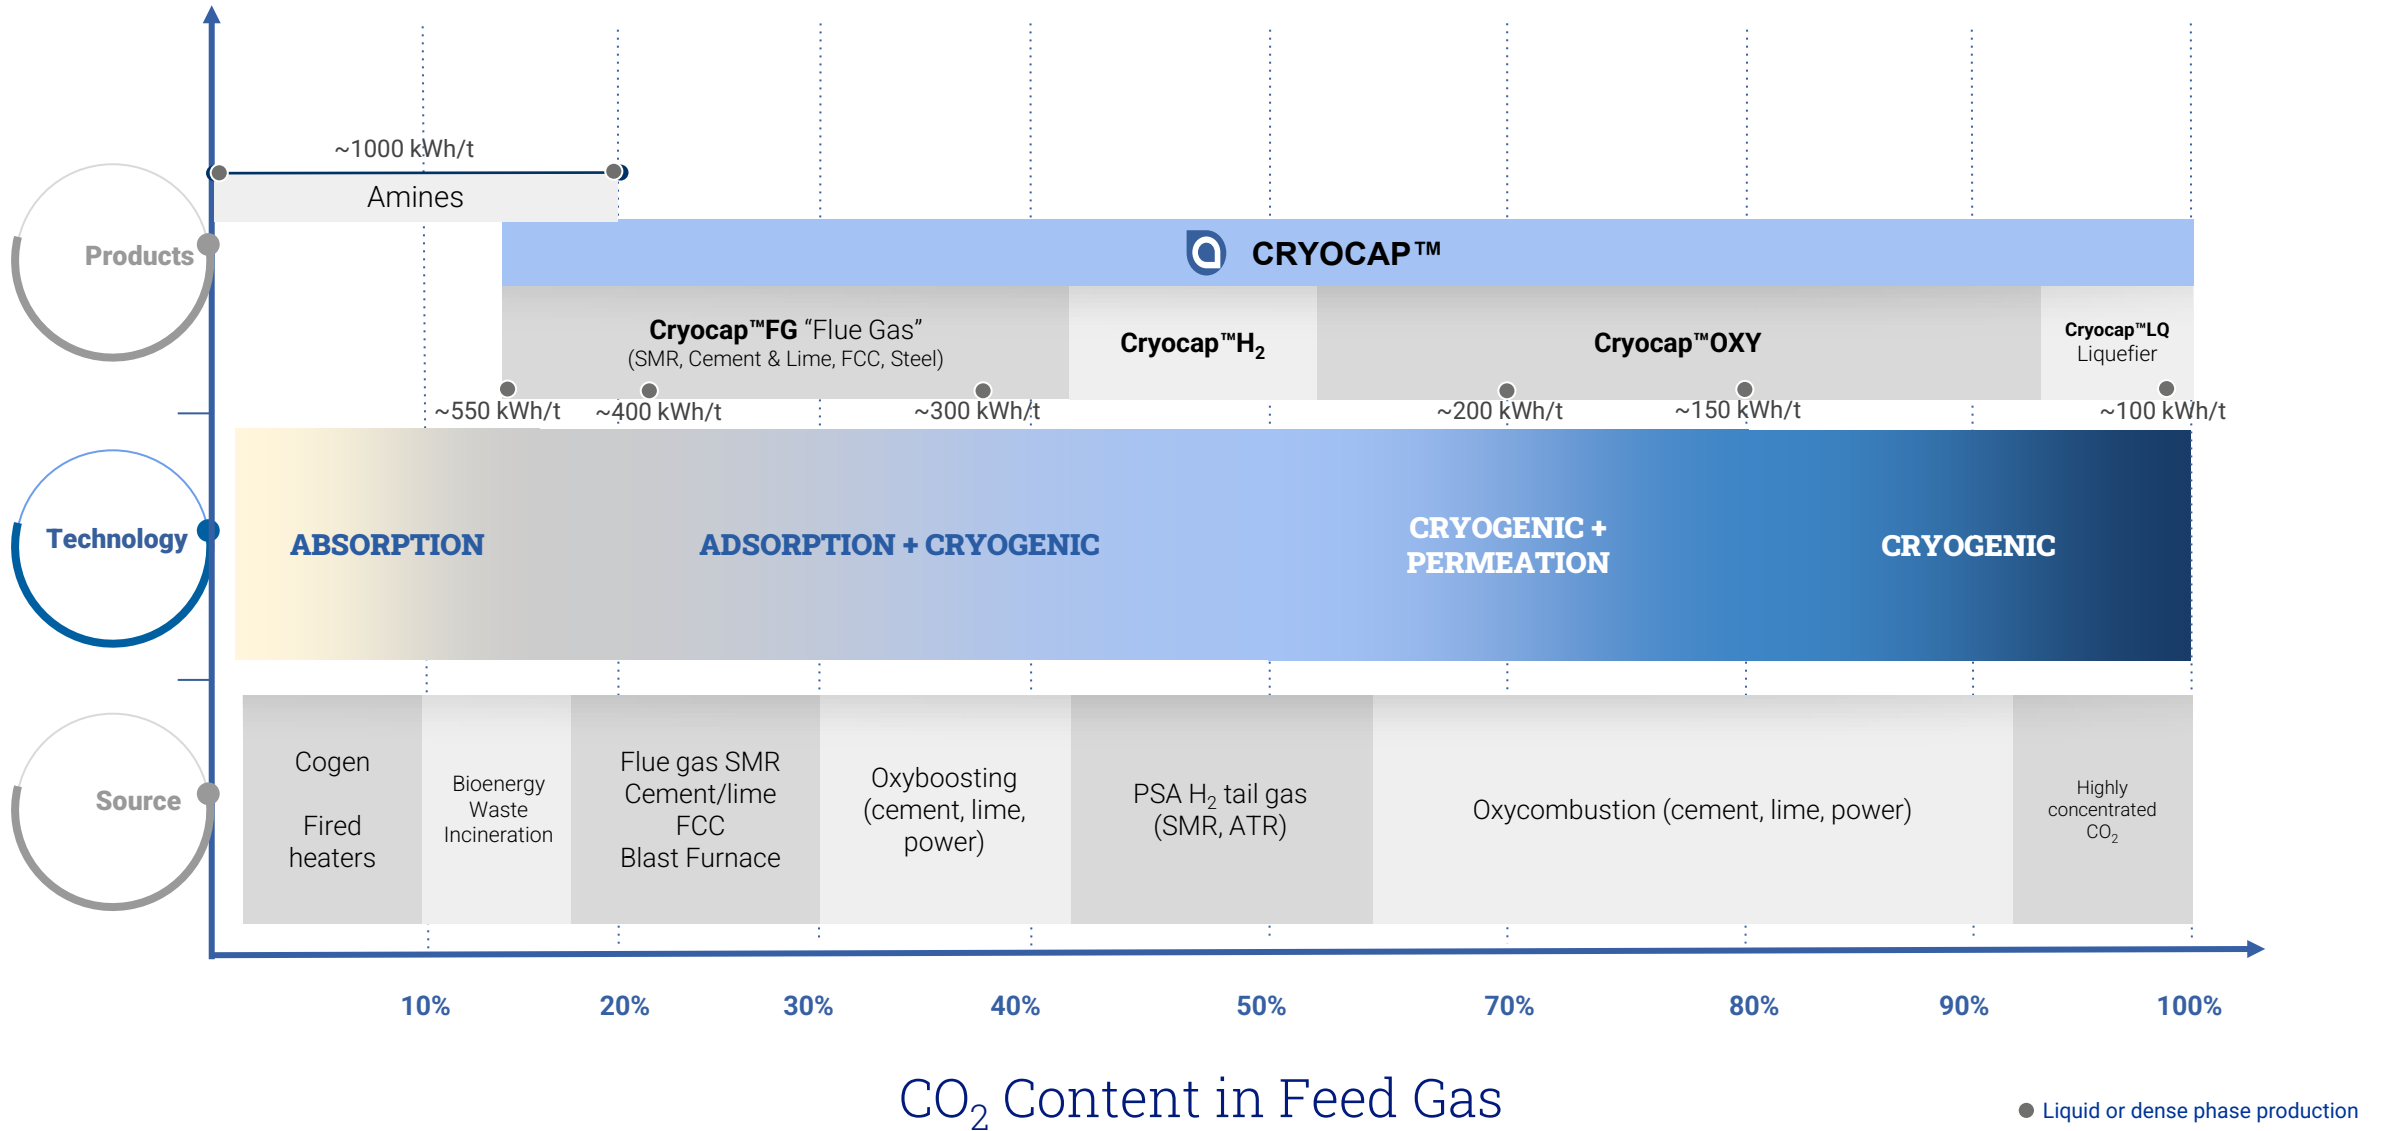 ~1000 kWh/t
Amines
Products
CRYOCAP™
Cryocap™FG “Flue Gas”
(SMR, Cement & Lime, FCC, Steel)
Cryocap™H₂
Cryocap™OXY
Cryocap™LQ
Liquefier
~550 kWh/t
~400 kWh/t
~300 kWh/t
~200 kWh/t
~150 kWh/t
~100 kWh/t
Technology
ABSORPTION
ADSORPTION + CRYOGENIC
CRYOGENIC +
PERMEATION
CRYOGENIC
Source
Cogen
Fired
heaters
Bioenergy
Waste
Incineration
Flue gas SMR
Cement/lime
FCC
Blast Furnace
Oxyboosting
(cement, lime,
power)
PSA H₂ tail gas
(SMR, ATR)
Oxycombustion (cement, lime, power)
Highly
concentrated
CO₂
10%
20%
30%
40%
50%
70%
80%
90%
100%
CO₂ Content in Feed Gas
Liquid or dense phase production